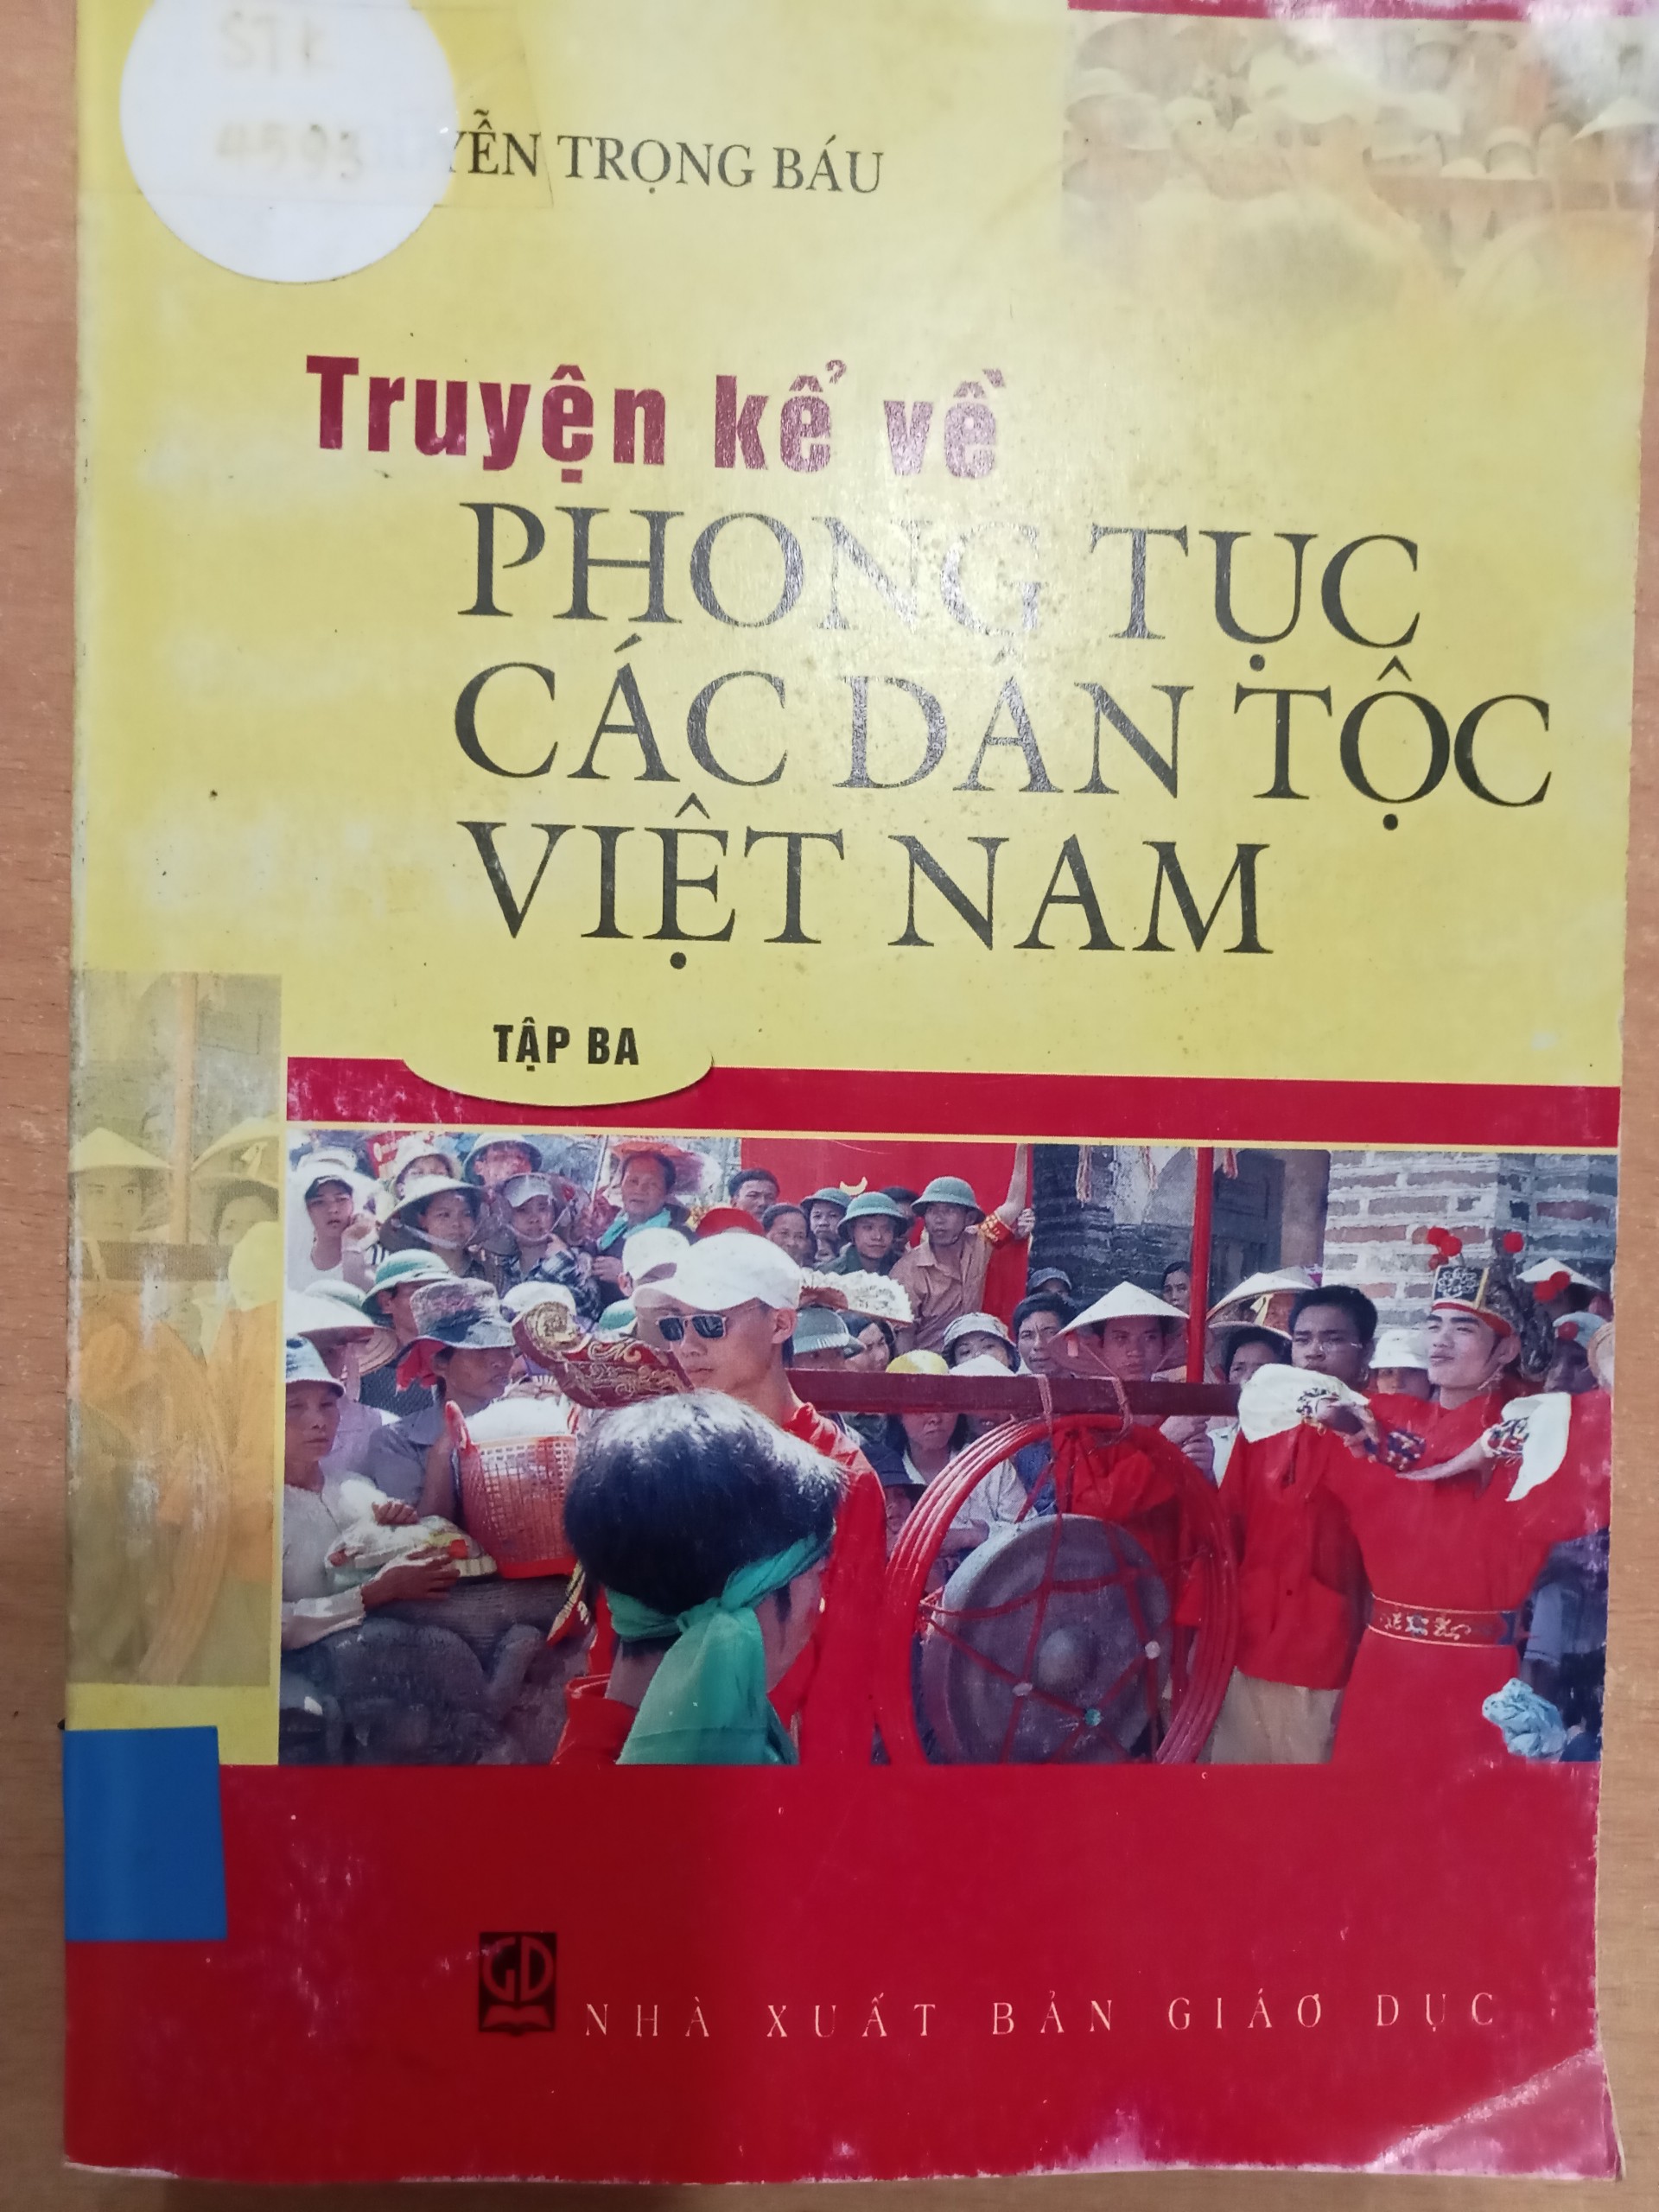 NGUYỄN TRỌNG BÁU
Truyện kể về
PHONG TỤC
CÁC DÂN TỘC
VIỆT NAM
TẬP BA
GD
NHÀ XUẤT BẢN GIÁO DỤC